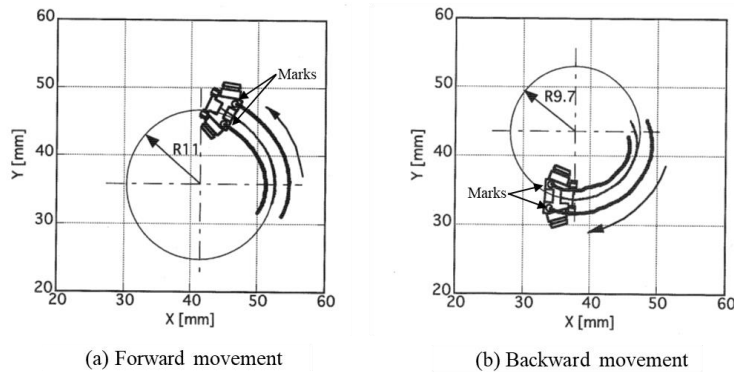 60
50
40
30
20
Y [mm]
Marks
R11
20 30 40 50 60
X [mm]
(a) Forward movement
60
50
40
30
20
Y [mm]
R9.7
Marks
20 30 40 50 60
X [mm]
(b) Backward movement